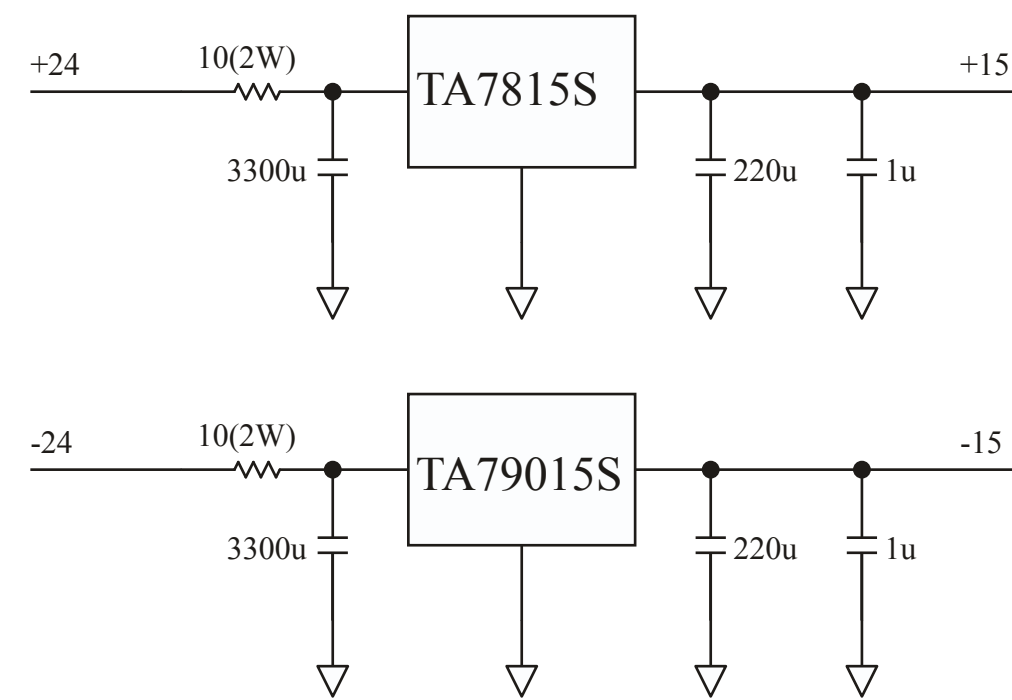 +24
10(2W)
TA7815S
+15
3300u
220u
1u
-24
10(2W)
TA79015S
-15
3300u
220u
1u